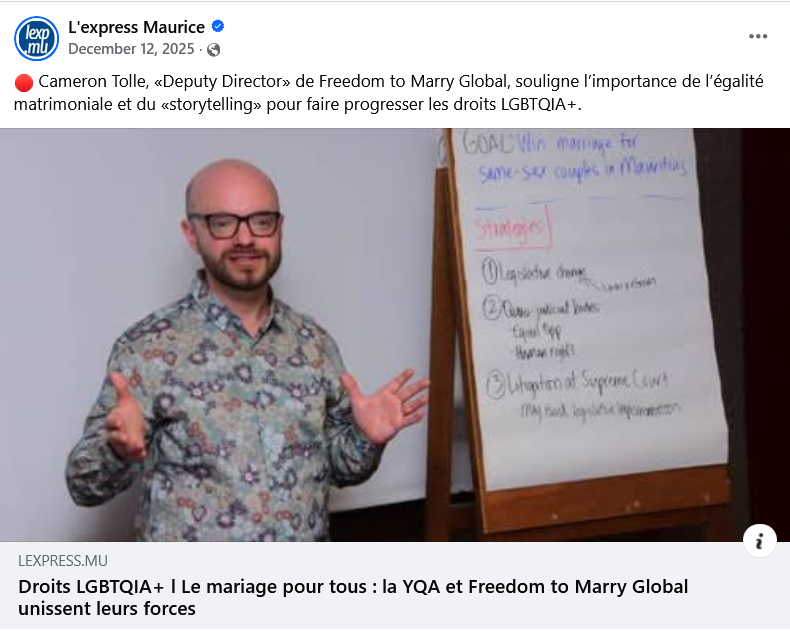 lexp
.mu
L'express Maurice
December 12, 2025 ·
🔴 Cameron Tolle, «Deputy Director» de Freedom to Marry Global, souligne l’importance de l’égalité
matrimoniale et du «storytelling» pour faire progresser les droits LGBTQIA+.
GOAL: Win marriage for
same-sex couples in Mauritius
Strategies
① Legislative change
② Quasi-judicial bodies
Equal Opp
Human rights
③ Litigation at Supreme Court
may need legislative
i
LEXPRESS.MU
Droits LGBTQIA+ l Le mariage pour tous : la YQA et Freedom to Marry Global
unissent leurs forces